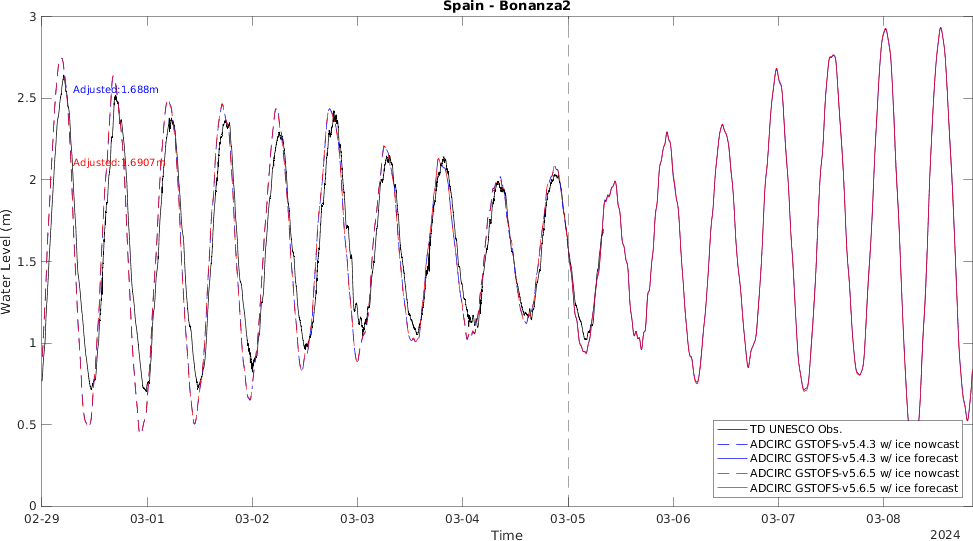 Spain - Bonanza2
3
2.5
2
1.5
1
0.5
0
Water Level (m)
Adjusted:1.688m
Adjusted:1.6907m
TD UNESCO Obs.
ADCIRC GSTOFS-v5.4.3 w/ ice nowcast
ADCIRC GSTOFS-v5.4.3 w/ ice forecast
ADCIRC GSTOFS-v5.6.5 w/ ice nowcast
ADCIRC GSTOFS-v5.6.5 w/ ice forecast
02-29 03-01 03-02 03-03 03-04 03-05 03-06 03-07 03-08
Time
2024